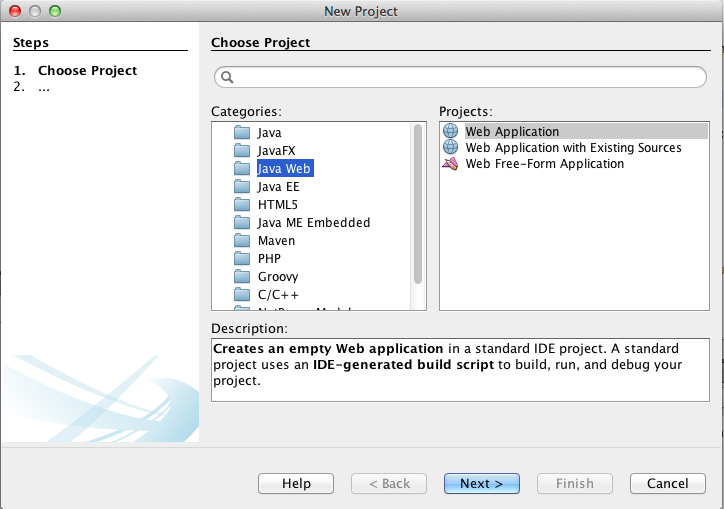 New Project
Steps
1. Choose Project
2. ...
Choose Project
Categories:
Java
JavaFX
Java Web
Java EE
HTML5
Java ME Embedded
Maven
PHP
Groovy
C/C++
Projects:
Web Application
Web Application with Existing Sources
Web Free-Form Application
Description:
Creates an empty Web application in a standard IDE project. A standard
project uses an IDE-generated build script to build, run, and debug your
project.
Help
< Back
Next >
Finish
Cancel